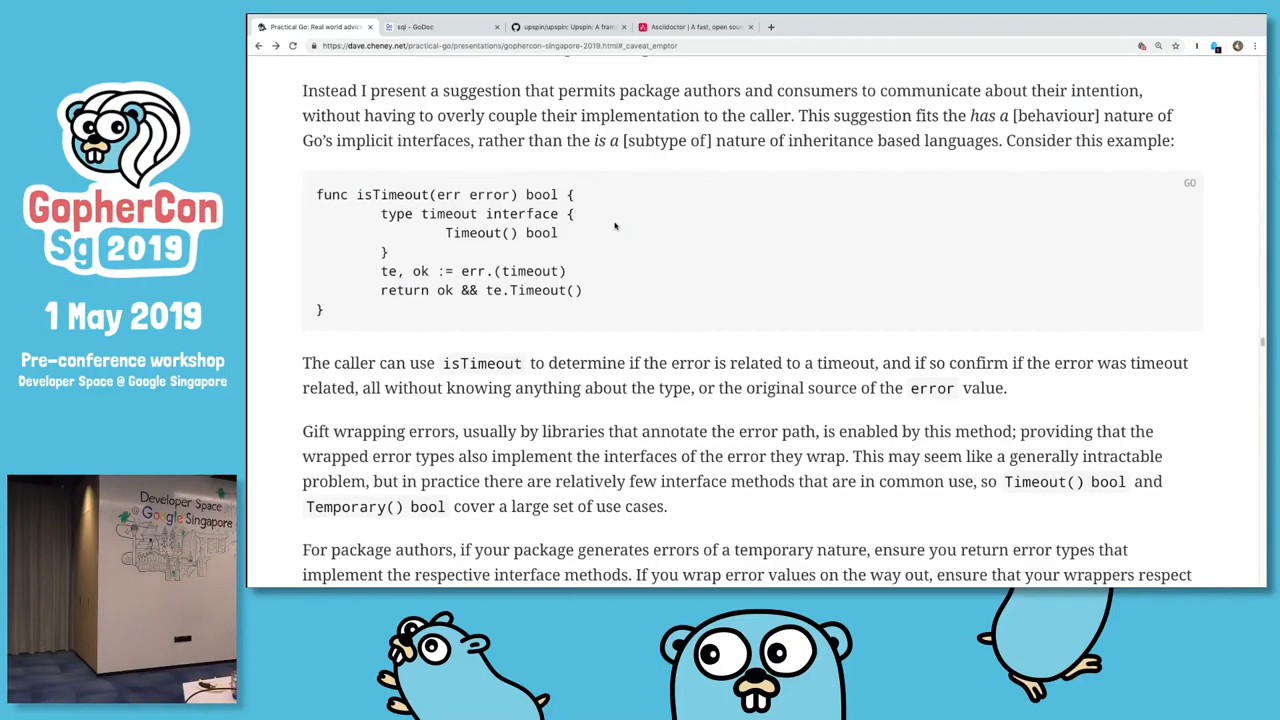 Practical Go: Real world advic
sql - GoDoc
upspin/upspin: Upspin: A fram
Asciidoctor | A fast, open sou
https://dave.cheney.net/practical-go/presentations/gophercon-singapore-2019.html#_caveat_emptor
Instead I present a suggestion that permits package authors and consumers to communicate about their intention,
without having to overly couple their implementation to the caller. This suggestion fits the has a [behaviour] nature of
Go’s implicit interfaces, rather than the is a [subtype of] nature of inheritance based languages. Consider this example:
GO
func isTimeout(err error) bool {
type timeout interface {
Timeout() bool
}
te, ok := err.(timeout)
return ok && te.Timeout()
}
The caller can use isTimeout to determine if the error is related to a timeout, and if so confirm if the error was timeout
related, all without knowing anything about the type, or the original source of the error value.
Gift wrapping errors, usually by libraries that annotate the error path, is enabled by this method; providing that the
wrapped error types also implement the interfaces of the error they wrap. This may seem like a generally intractable
problem, but in practice there are relatively few interface methods that are in common use, so Timeout() bool and
Temporary() bool cover a large set of use cases.
For package authors, if your package generates errors of a temporary nature, ensure you return error types that
implement the respective interface methods. If you wrap error values on the way out, ensure that your wrappers respect
GopherCon
Sg 2019
1 May 2019
Pre-conference workshop
Developer Space @ Google Singapore
Developer Space
@ Google Singapore